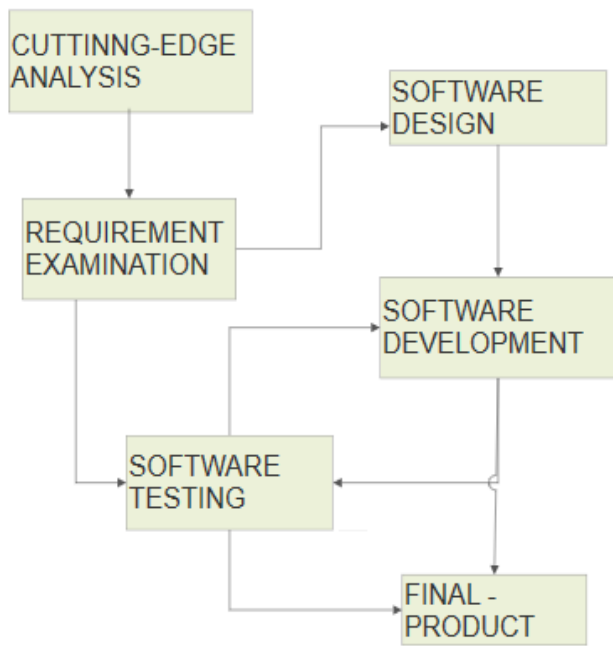 CUTTINNG-EDGE
ANALYSIS
SOFTWARE
DESIGN
REQUIREMENT
EXAMINATION
SOFTWARE
DEVELOPMENT
SOFTWARE
TESTING
FINAL -
PRODUCT